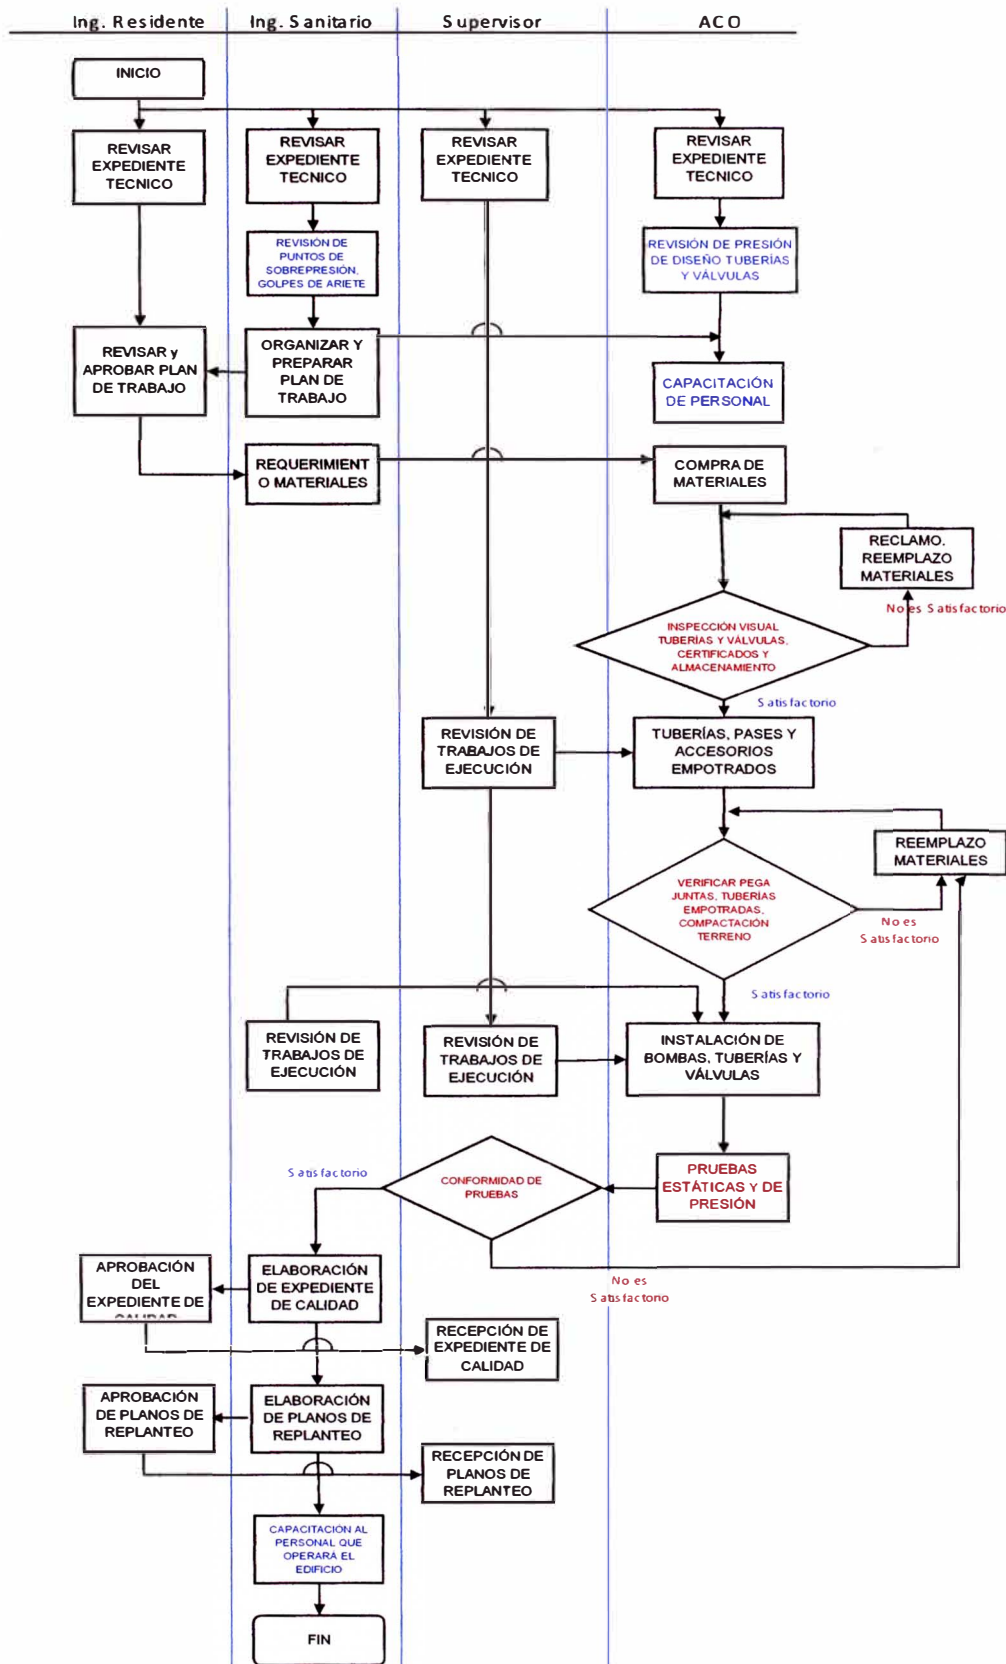 Ing. Residente
Ing. Sanitario
Supervisor
ACO
INICIO
REVISAR
EXPEDIENTE
TECNICO
REVISAR
EXPEDIENTE
TECNICO
REVISAR
EXPEDIENTE
TECNICO
REVISAR
EXPEDIENTE
TECNICO
REVISIÓN DE
PUNTOS DE
SOBREPRESIÓN,
GOLPES DE ARIETE
REVISIÓN DE PRESIÓN
DE DISEÑO TUBERÍAS
Y VÁLVULAS
REVISAR y
APROBAR PLAN
DE TRABAJO
ORGANIZAR Y
PREPARAR
PLAN DE
TRABAJO
CAPACITACIÓN
DE PERSONAL
REQUERIMIENT
O MATERIALES
COMPRA DE
MATERIALES
RECLAMO.
REEMPLAZO
MATERIALES
No es Satisfactorio
INSPECCIÓN VISUAL
TUBERÍAS Y VÁLVULAS,
CERTIFICADOS Y
ALMACENAMIENTO
Satisfactorio
REVISIÓN DE
TRABAJOS DE
EJECUCIÓN
TUBERÍAS, PASES Y
ACCESORIOS
EMPOTRADOS
REEMPLAZO
MATERIALES
VERIFICAR PEGA
JUNTAS, TUBERÍAS
EMPOTRADAS,
COMPACTACIÓN
TERRENO
No es
Satisfactorio
Satisfactorio
REVISIÓN DE
TRABAJOS DE
EJECUCIÓN
REVISIÓN DE
TRABAJOS DE
EJECUCIÓN
INSTALACIÓN DE
BOMBAS, TUBERÍAS Y
VÁLVULAS
Satisfactorio
CONFORMIDAD DE
PRUEBAS
PRUEBAS
ESTÁTICAS Y DE
PRESIÓN
No es
Satisfactorio
APROBACIÓN
DEL
EXPEDIENTE DE
CALIDAD
ELABORACIÓN
DE EXPEDIENTE
DE CALIDAD
RECEPCIÓN DE
EXPEDIENTE DE
CALIDAD
APROBACIÓN
DE PLANOS DE
REPLANTEO
ELABORACIÓN
DE PLANOS DE
REPLANTEO
RECEPCIÓN DE
PLANOS DE
REPLANTEO
CAPACITACIÓN AL
PERSONAL QUE
OPERARÁ EL
EDIFICIO
FIN